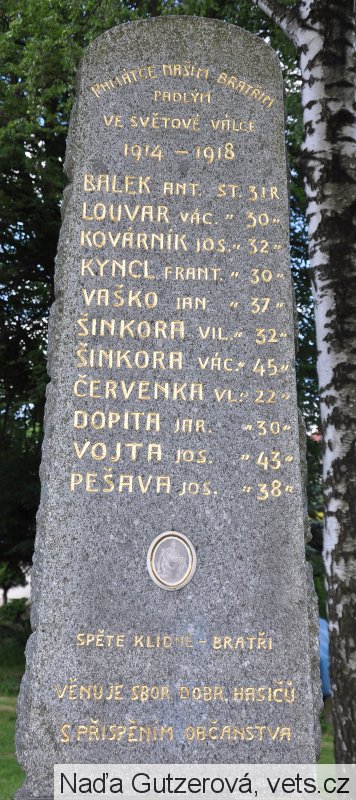 PAMÁTCE NAŠIM BRATŘÍM
PADLÝM
VE SVĚTOVÉ VÁLCE
1914 – 1918
BALEK ANT. ST. 31R
LOUVAR VÁC. " 30 "
KOVÁRNÍK JOS. " 32 "
KYNCL FRANT. " 30 "
VAŠKO JAN " 37 "
ŠINKORA VIL. " 32 "
ŠINKORA VÁC. " 45 "
ČERVENKA VL. " 22 "
DOPITA JAR. " 30 "
VOJTA JOS. " 43 "
PEŠAVA JOS. " 38 "
SPĚTE KLIDNĚ - BRATŘI
VĚNUJE SBOR DOBR. HASIČŮ
S PŘISPĚNÍM OBČANSTVA
Naďa Gutzerová, vets.cz